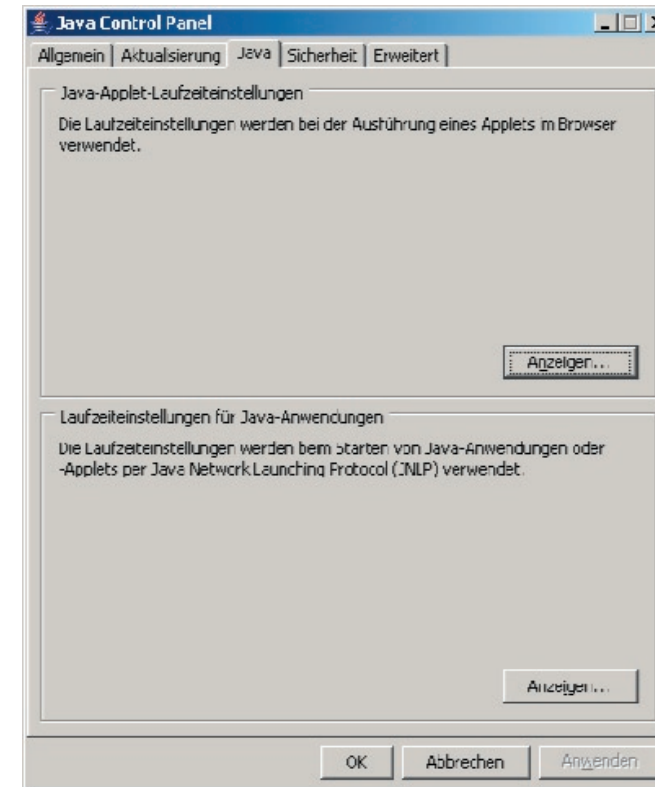 Java Control Panel
Allgemein Aktualisierung Java Sicherheit Erweitert
Java-Applet-Laufzeiteinstellungen
Die Laufzeiteinstellungen werden bei der Ausführung eines Applets im Browser
verwendet.
Anzeigen...
Laufzeiteinstellungen für Java-Anwendungen
Die Laufzeiteinstellungen werden beim Starten von Java-Anwendungen oder
-Applets per Java Network Launching Protocol (JNLP) verwendet.
Anzeigen...
OK Abbrechen Anwenden